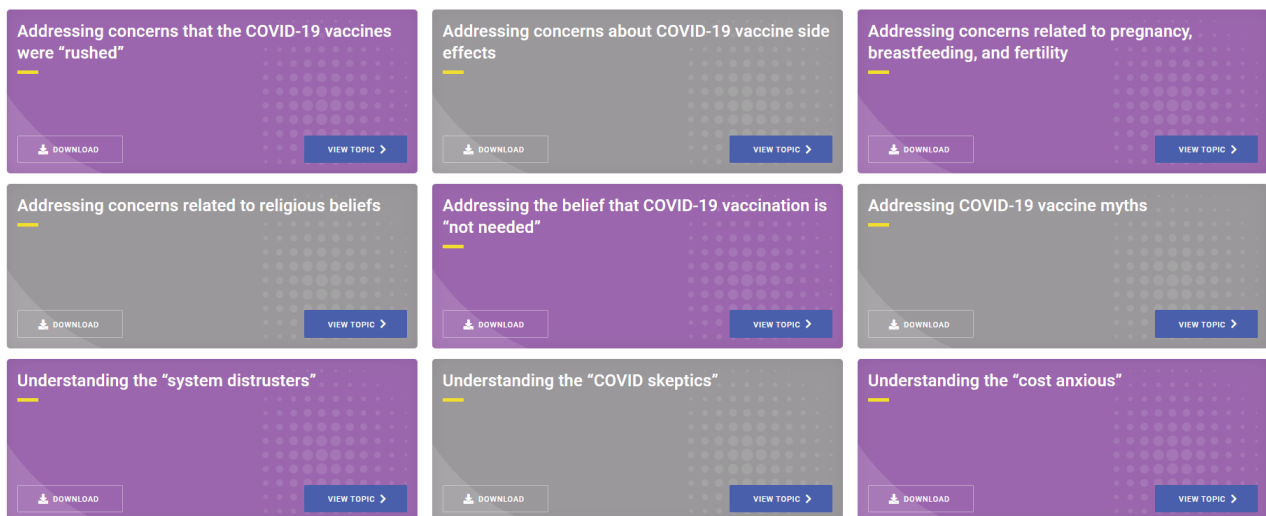 Addressing concerns that the COVID-19 vaccines
were “rushed”
DOWNLOAD
VIEW TOPIC
Addressing concerns about COVID-19 vaccine side
effects
DOWNLOAD
VIEW TOPIC
Addressing concerns related to pregnancy,
breastfeeding, and fertility
DOWNLOAD
VIEW TOPIC
Addressing concerns related to religious beliefs
DOWNLOAD
VIEW TOPIC
Addressing the belief that COVID-19 vaccination is
“not needed”
DOWNLOAD
VIEW TOPIC
Addressing COVID-19 vaccine myths
DOWNLOAD
VIEW TOPIC
Understanding the “system distrusters”
DOWNLOAD
VIEW TOPIC
Understanding the “COVID skeptics”
DOWNLOAD
VIEW TOPIC
Understanding the “cost anxious”
DOWNLOAD
VIEW TOPIC